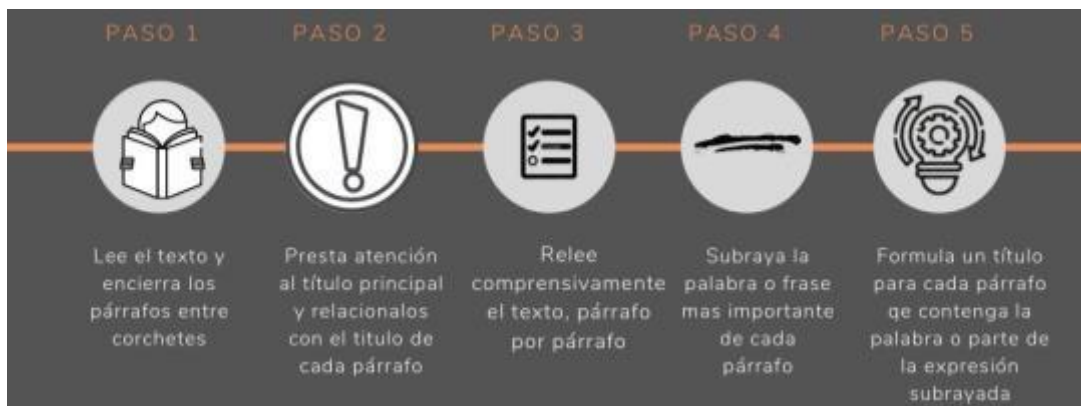 PASO 1
Lee el texto y
encierra los
párrafos entre
corchetes
PASO 2
Presta atención
al título principal
y relacionalos
con el titulo de
cada párrafo
PASO 3
Relee
comprensivamente
el texto, párrafo
por párrafo
PASO 4
Subraya la
palabra o frase
mas importante
de cada
párrafo
PASO 5
Formula un título
para cada párrafo
qe contenga la
palabra o parte de
la expresión
subrayada